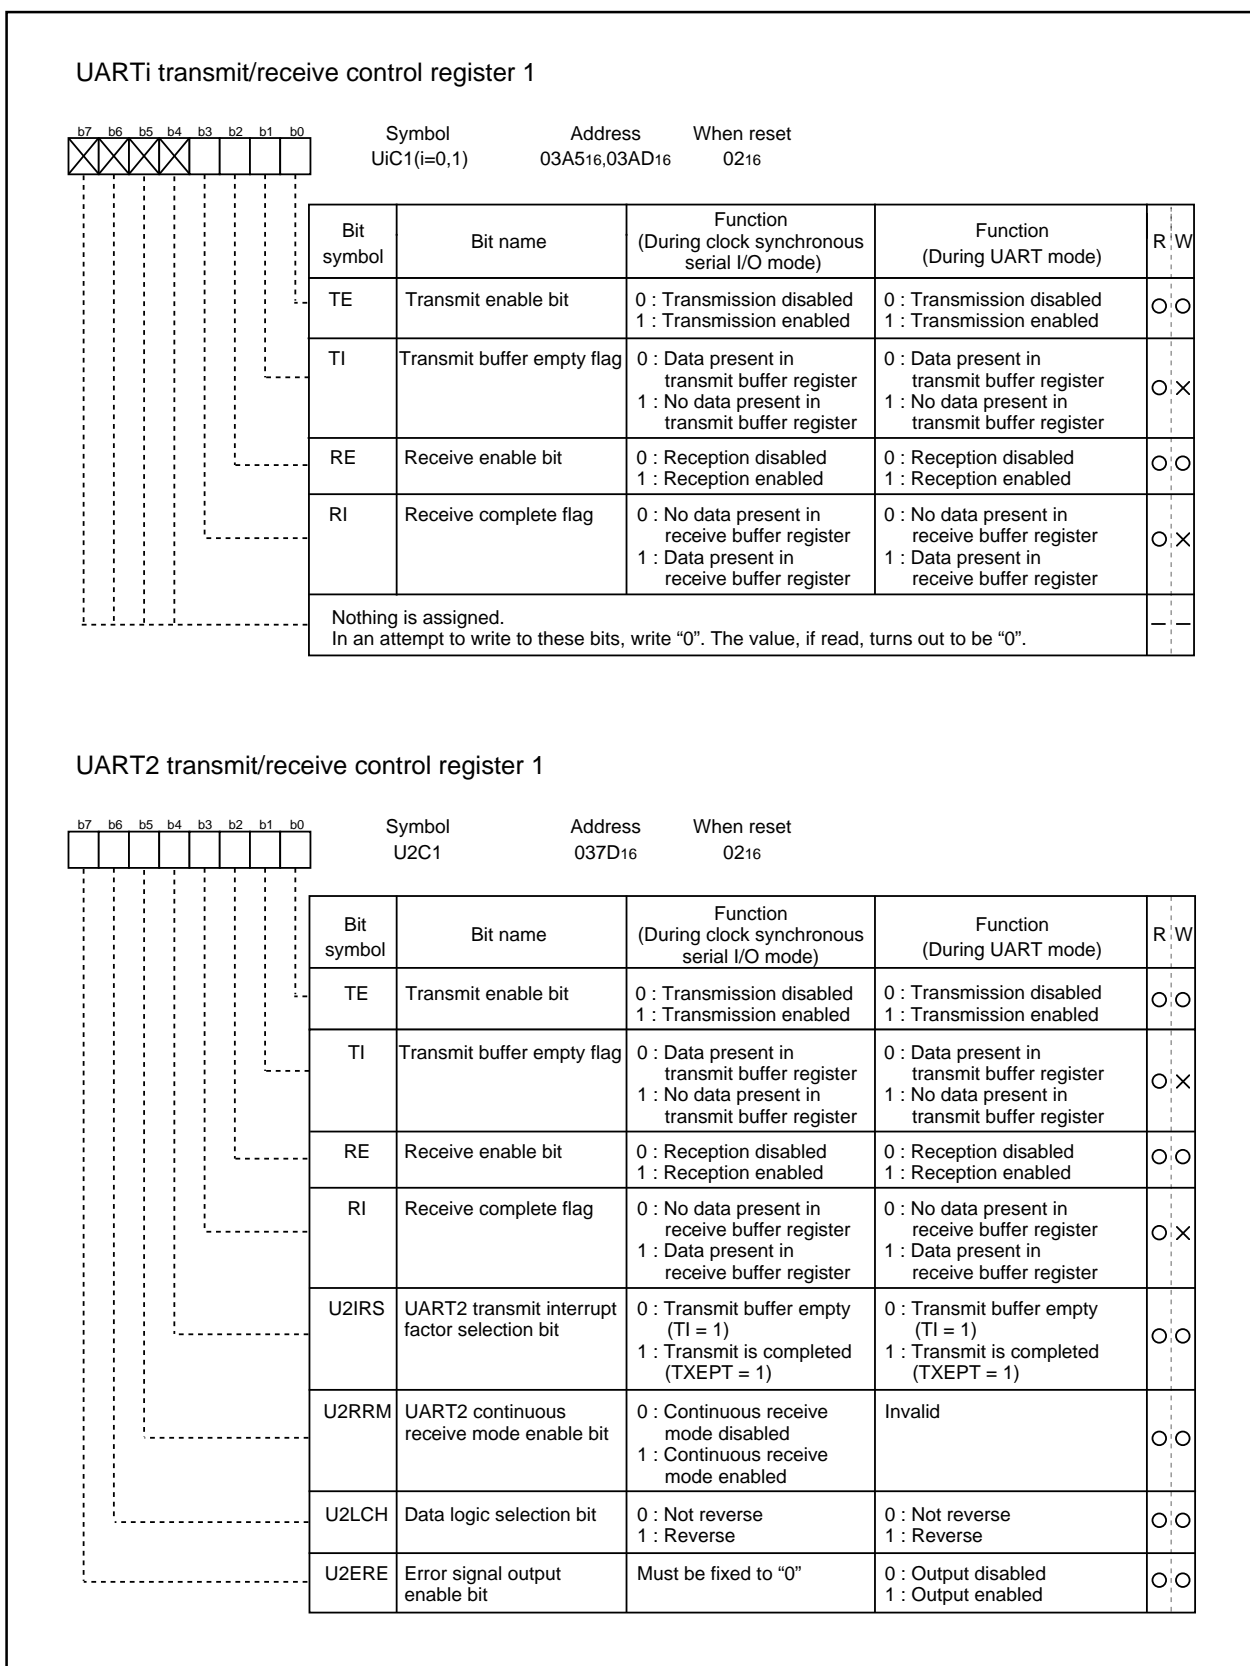 UARTi transmit/receive control register 1
b7 b6 b5 b4 b3 b2 b1 b0
Symbol Address When reset
UiC1(i=0,1) 03A516,03AD16 0216
Bit symbol Bit name Function (During clock synchronous serial I/O mode) Function (During UART mode) R W
TE Transmit enable bit 0 : Transmission disabled 0 : Transmission disabled
1 : Transmission enabled 1 : Transmission enabled
TI Transmit buffer empty flag 0 : Data present in 0 : Data present in
transmit buffer register transmit buffer register
1 : No data present in 1 : No data present in
transmit buffer register transmit buffer register
RE Receive enable bit 0 : Reception disabled 0 : Reception disabled
1 : Reception enabled 1 : Reception enabled
RI Receive complete flag 0 : No data present in 0 : No data present in
receive buffer register receive buffer register
1 : Data present in 1 : Data present in
receive buffer register receive buffer register
Nothing is assigned.
In an attempt to write to these bits, write “0”. The value, if read, turns out to be “0”.
UART2 transmit/receive control register 1
b7 b6 b5 b4 b3 b2 b1 b0
Symbol Address When reset
U2C1 037D16 0216
Bit symbol Bit name Function (During clock synchronous serial I/O mode) Function (During UART mode) R W
TE Transmit enable bit 0 : Transmission disabled 0 : Transmission disabled
1 : Transmission enabled 1 : Transmission enabled
TI Transmit buffer empty flag 0 : Data present in 0 : Data present in
transmit buffer register transmit buffer register
1 : No data present in 1 : No data present in
transmit buffer register transmit buffer register
RE Receive enable bit 0 : Reception disabled 0 : Reception disabled
1 : Reception enabled 1 : Reception enabled
RI Receive complete flag 0 : No data present in 0 : No data present in
receive buffer register receive buffer register
1 : Data present in 1 : Data present in
receive buffer register receive buffer register
U2IRS UART2 transmit interrupt 0 : Transmit buffer empty 0 : Transmit buffer empty
factor selection bit (TI = 1) (TI = 1)
1 : Transmit is completed 1 : Transmit is completed
(TXEPT = 1) (TXEPT = 1)
U2RRM UART2 continuous 0 : Continuous receive Invalid
receive mode enable bit mode disabled
1 : Continuous receive
mode enabled
U2LCH Data logic selection bit 0 : Not reverse 0 : Not reverse
1 : Reverse 1 : Reverse
U2ERE Error signal output Must be fixed to “0” 0 : Output disabled
enable bit 1 : Output enabled